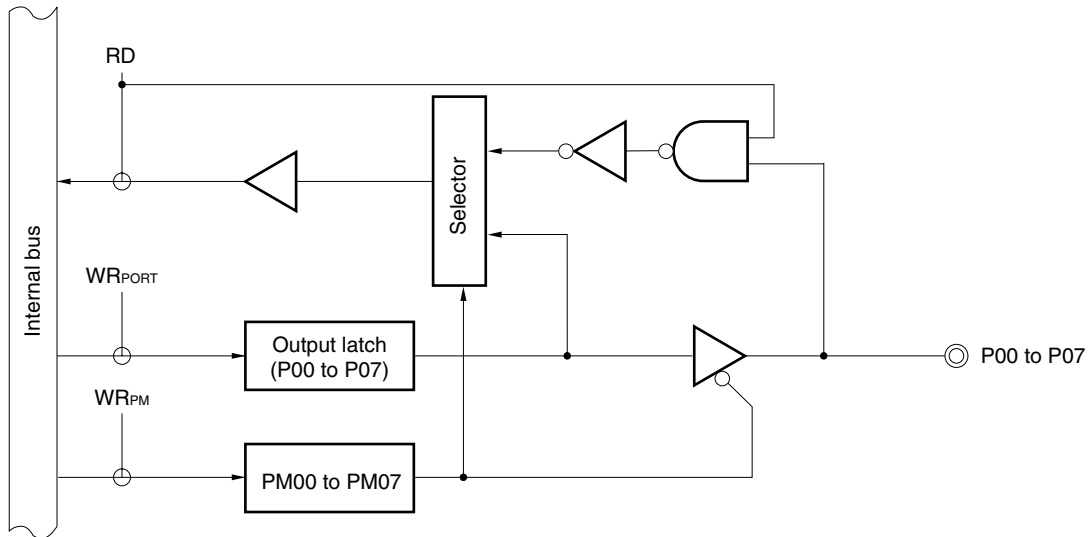 RD
Selector
Internal bus
WRPORT
Output latch
(P00 to P07)
P00 to P07
WRPM
PM00 to PM07